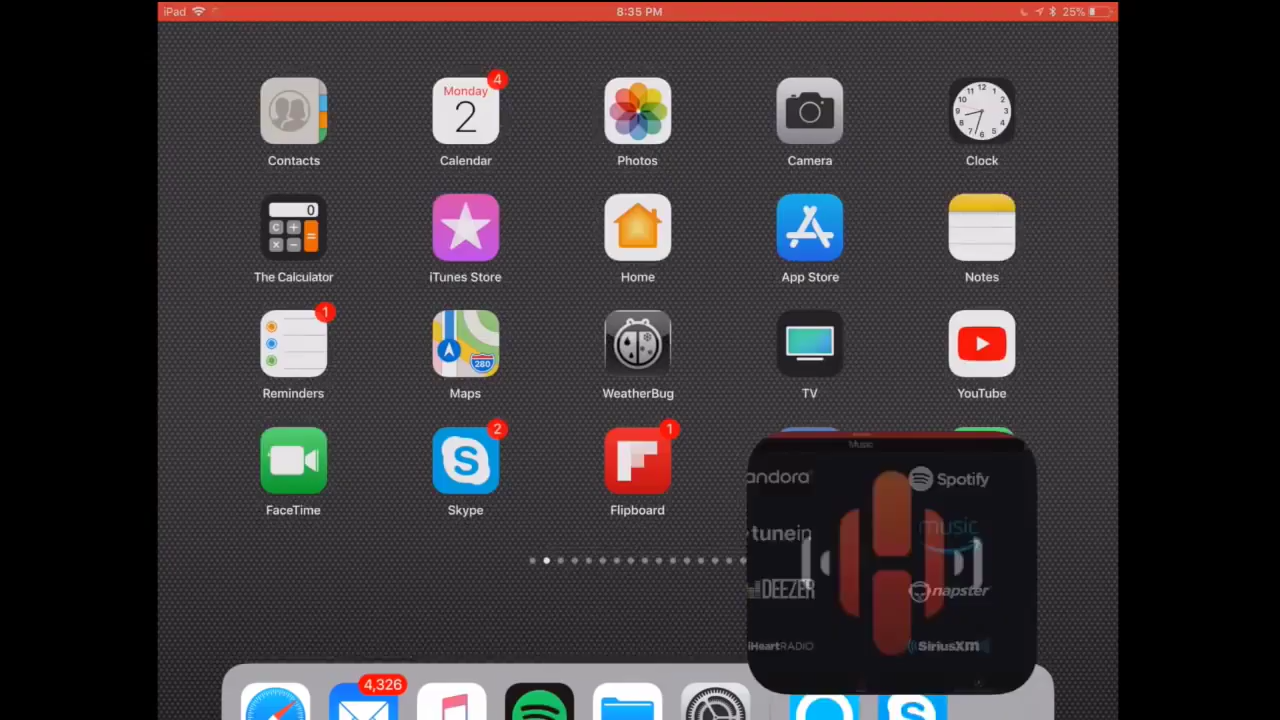 iPad 8:35 PM 25%
4
Monday
2
Contacts Calendar Photos Camera Clock
0
The Calculator iTunes Store Home App Store Notes
1
280
Reminders Maps WeatherBug TV YouTube
2 1
Music
andora Spotify
FaceTime Skype Flipboard
tunein music
DEEZER napster
iHeartRADIO SiriusXM
4,326